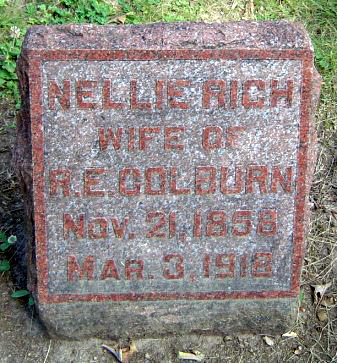 NELLIE RICH
WIFE OF
R.E. COLBURN
NOV. 21, 1858
MAR. 3, 1918